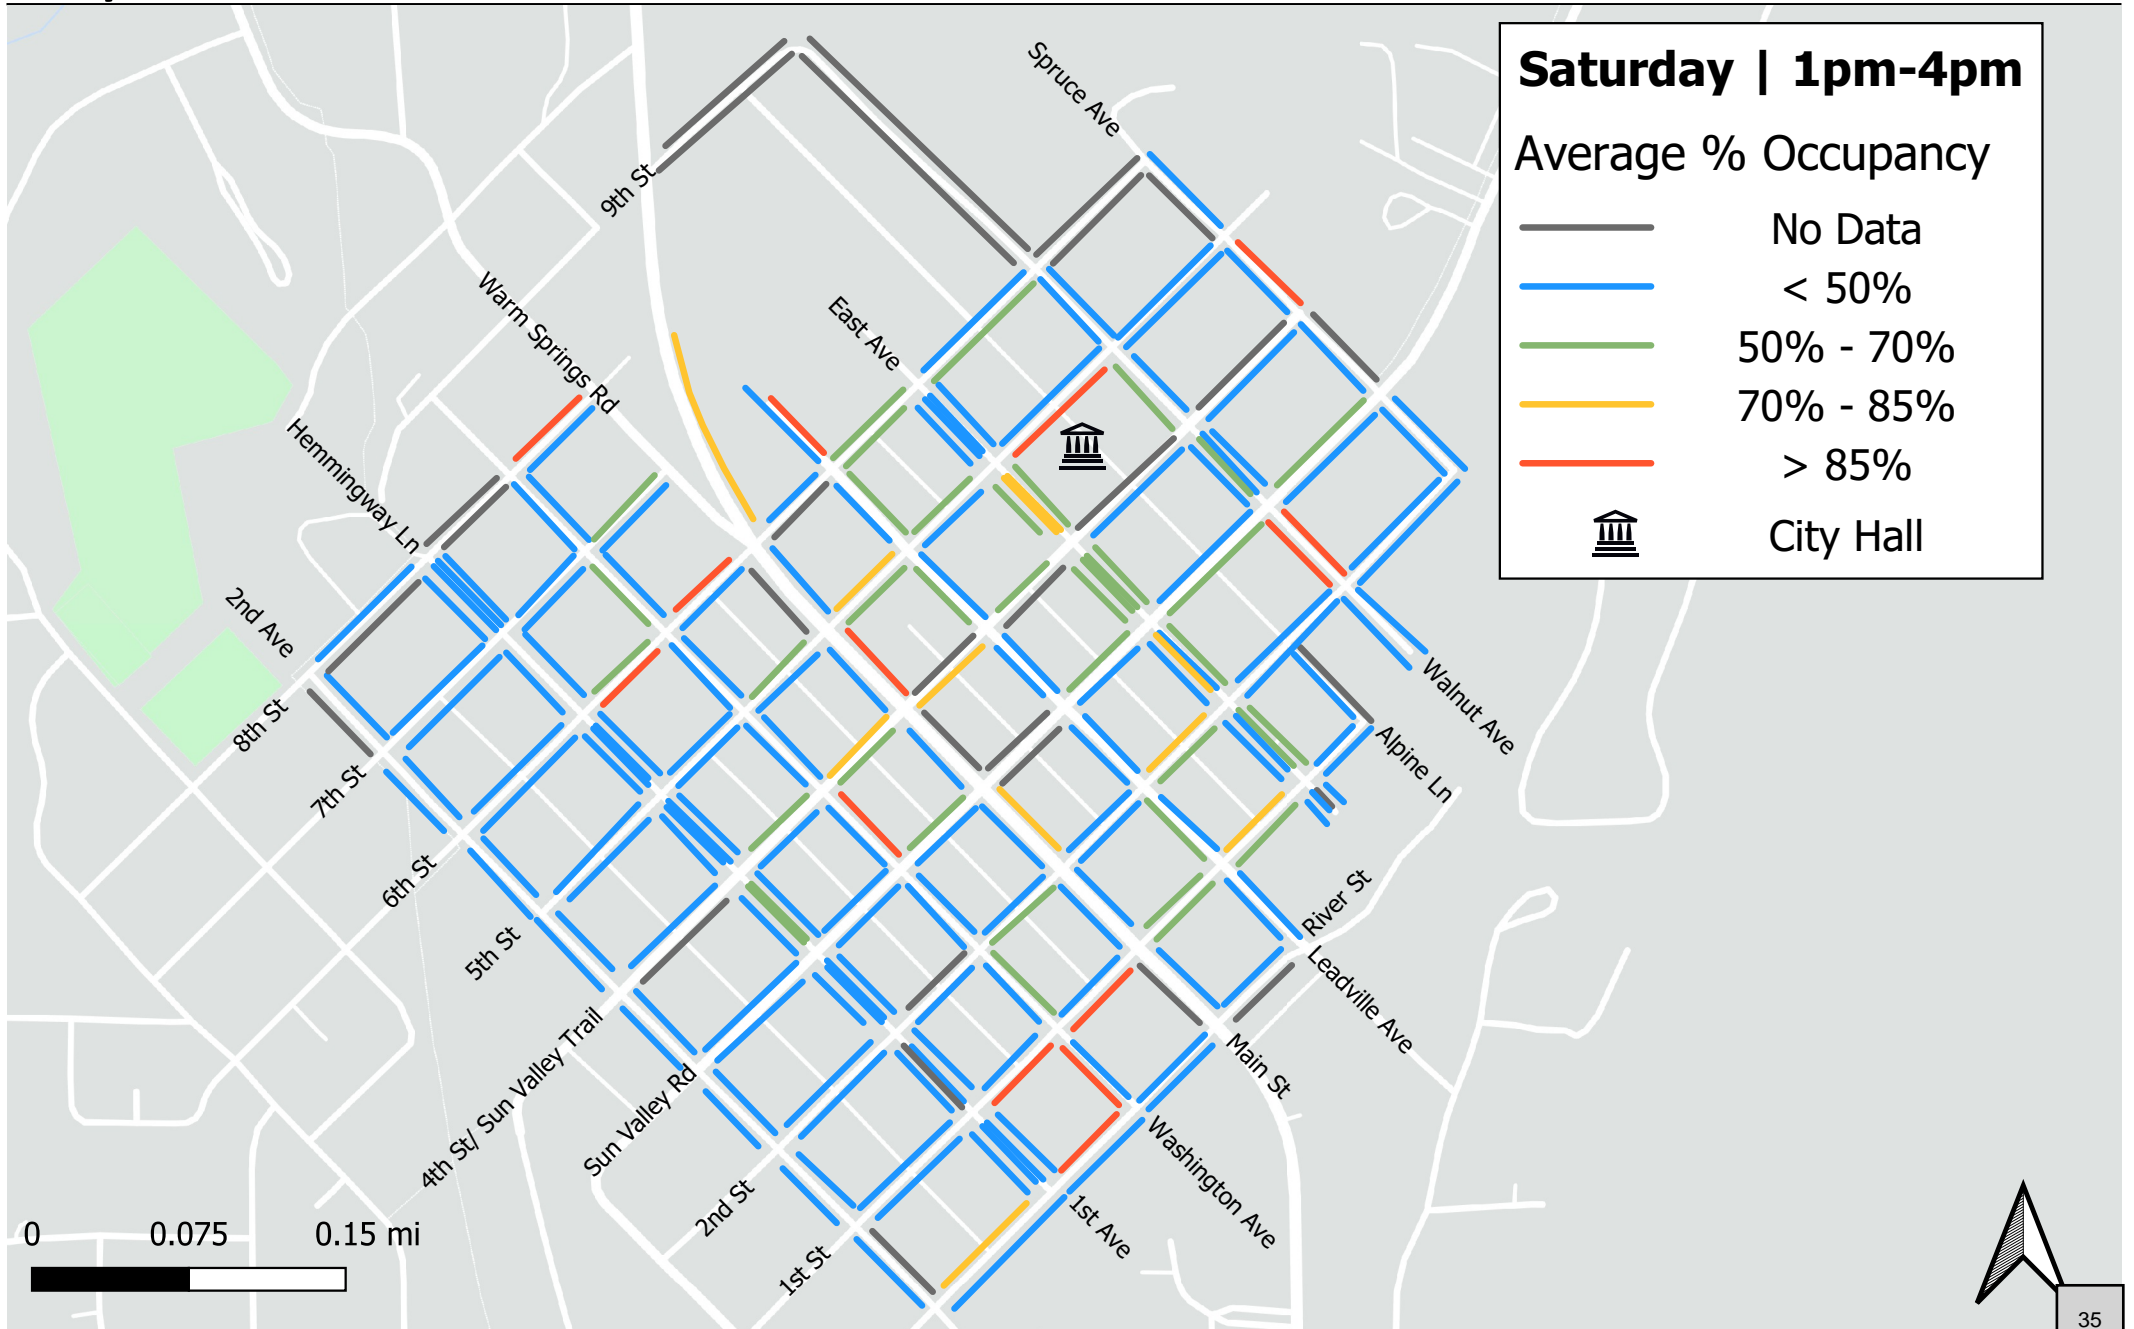 Saturday | 1pm-4pm
Average % Occupancy
No Data
< 50%
50% - 70%
70% - 85%
> 85%
City Hall
Spruce Ave
9th St
East Ave
Warm Springs Rd
Hemmingway Ln
2nd Ave
8th St
7th St
6th St
5th St
4th St/ Sun Valley Trail
Sun Valley Rd
2nd St
1st St
Walnut Ave
Alpine Ln
River St
Leadville Ave
Main St
Washington Ave
1st Ave
0 0.075 0.15 mi
35